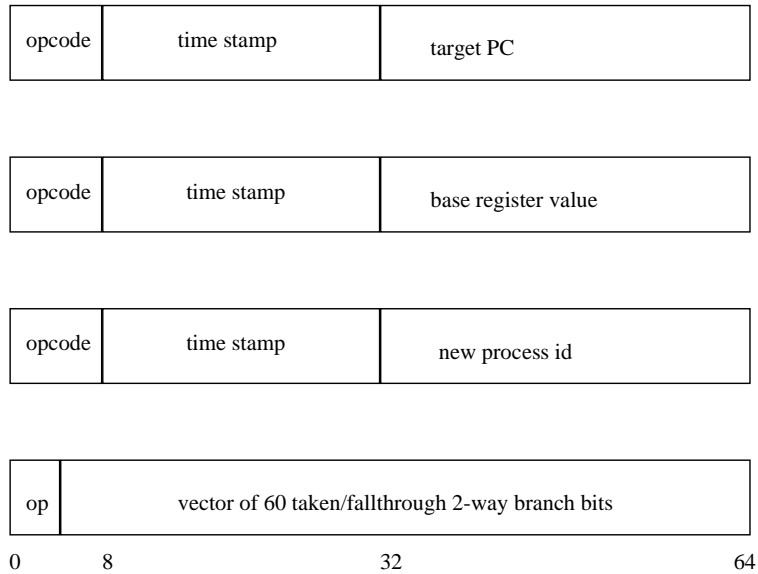 opcode time stamp target PC
opcode time stamp base register value
opcode time stamp new process id
op vector of 60 taken/fallthrough 2-way branch bits
0 8 32 64